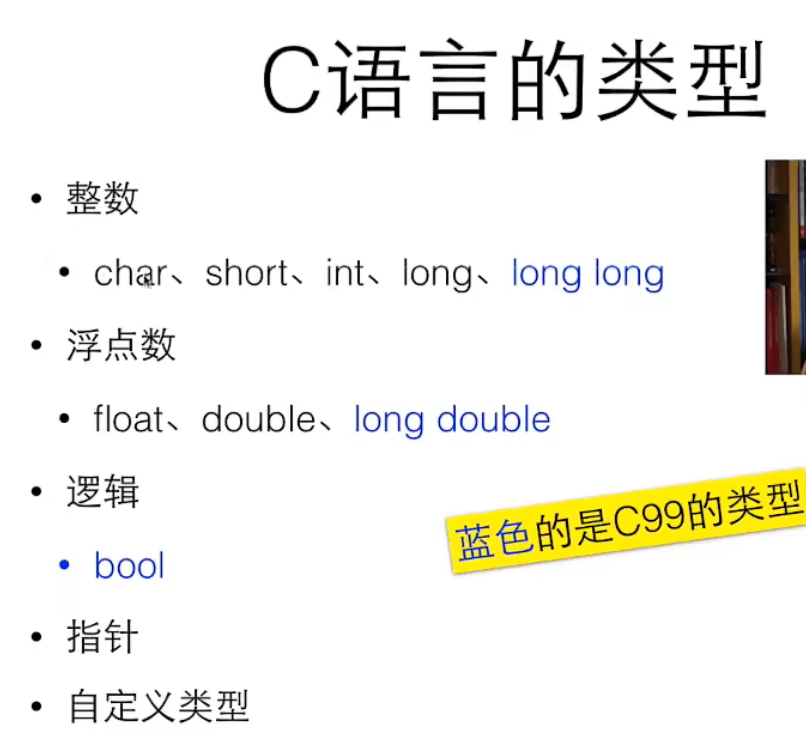 C语言的类型
• 整数
• char、short、int、long、long long
• 浮点数
• float、double、long double
• 逻辑
• bool
蓝色的是C99的类型
• 指针
• 自定义类型